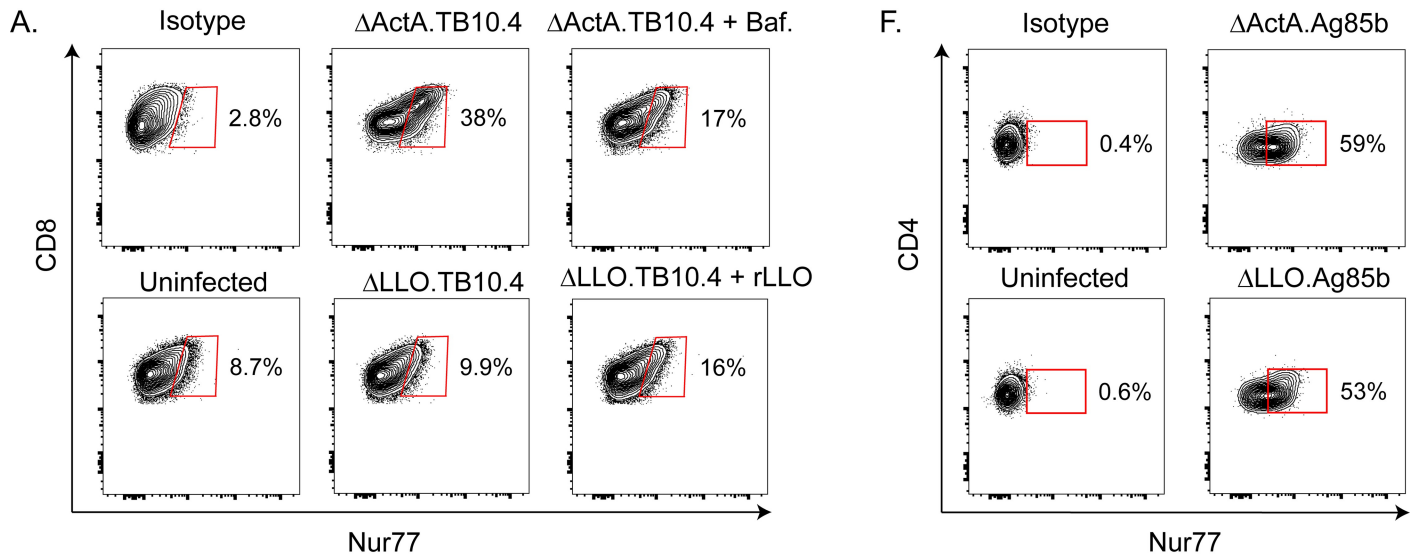 A.
Isotype
ΔActA.TB10.4
ΔActA.TB10.4 + Baf.
2.8%
38%
17%
Uninfected
ΔLLO.TB10.4
ΔLLO.TB10.4 + rLLO
8.7%
9.9%
16%
CD8
Nur77
F.
Isotype
ΔActA.Ag85b
0.4%
59%
Uninfected
ΔLLO.Ag85b
0.6%
53%
CD4
Nur77